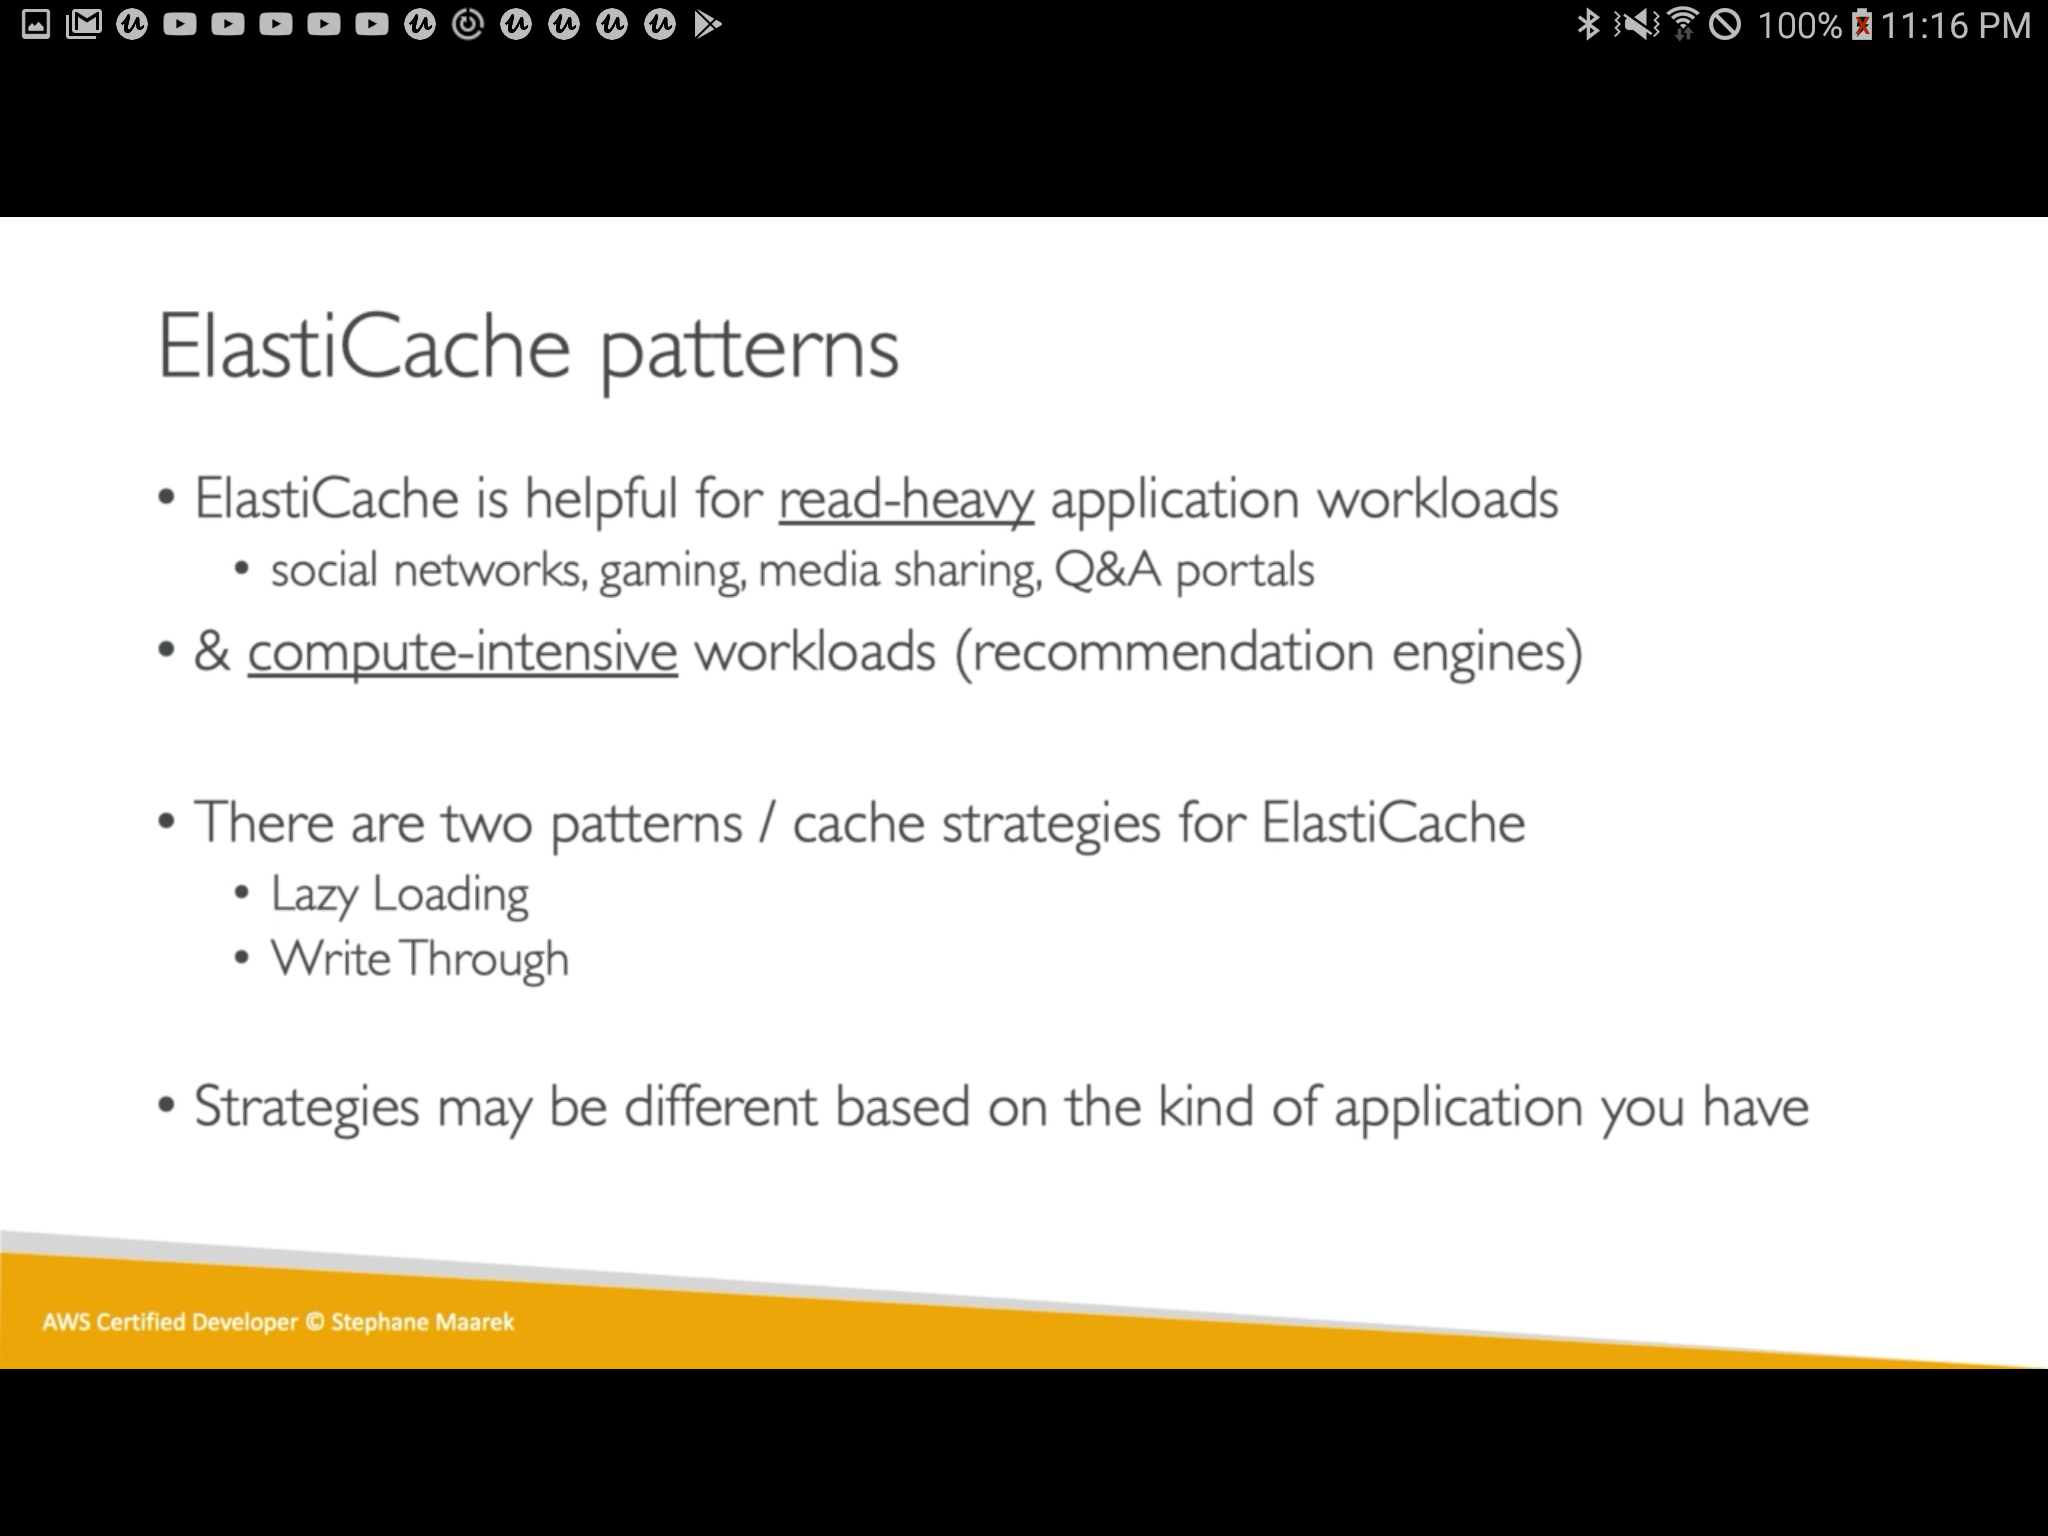 100% 11:16 PM
ElastiCache patterns
• ElastiCache is helpful for read-heavy application workloads
• social networks, gaming, media sharing, Q&A portals
• & compute-intensive workloads (recommendation engines)
• There are two patterns / cache strategies for ElastiCache
• Lazy Loading
• Write Through
• Strategies may be different based on the kind of application you have
AWS Certified Developer © Stephane Maarek